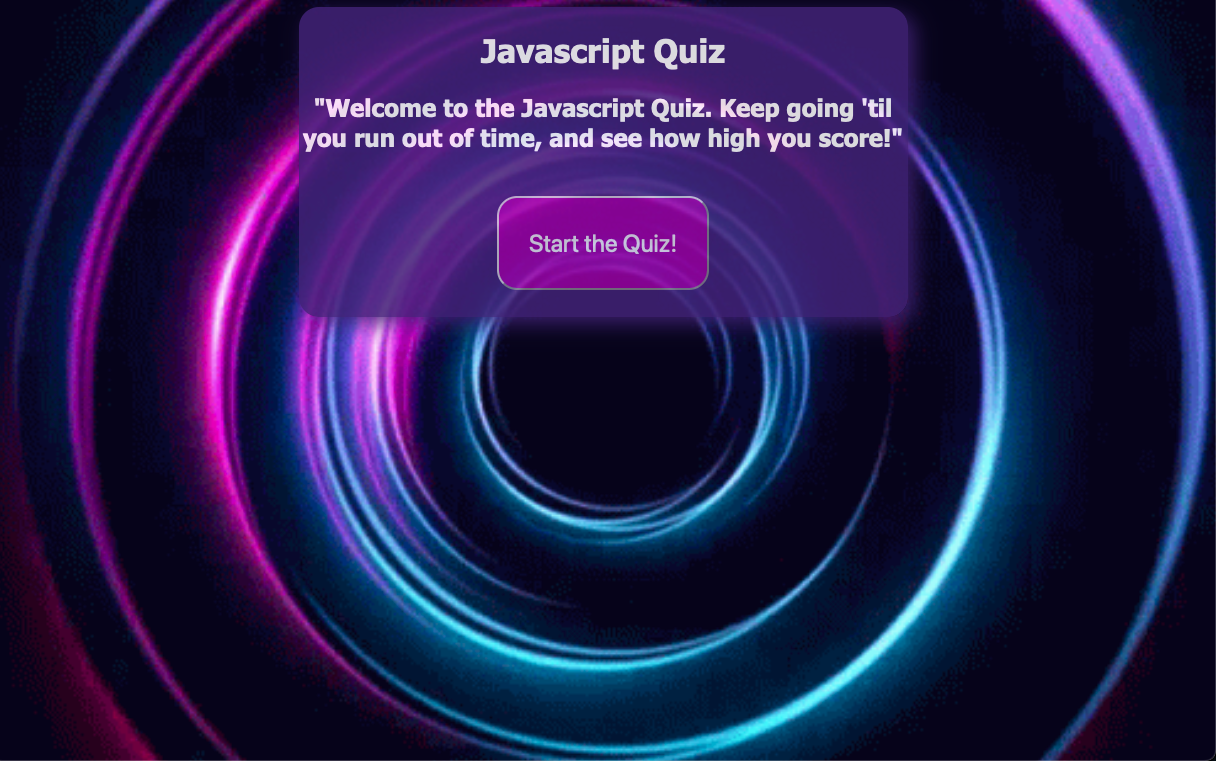 Javascript Quiz
"Welcome to the Javascript Quiz. Keep going 'til
you run out of time, and see how high you score!"
Start the Quiz!